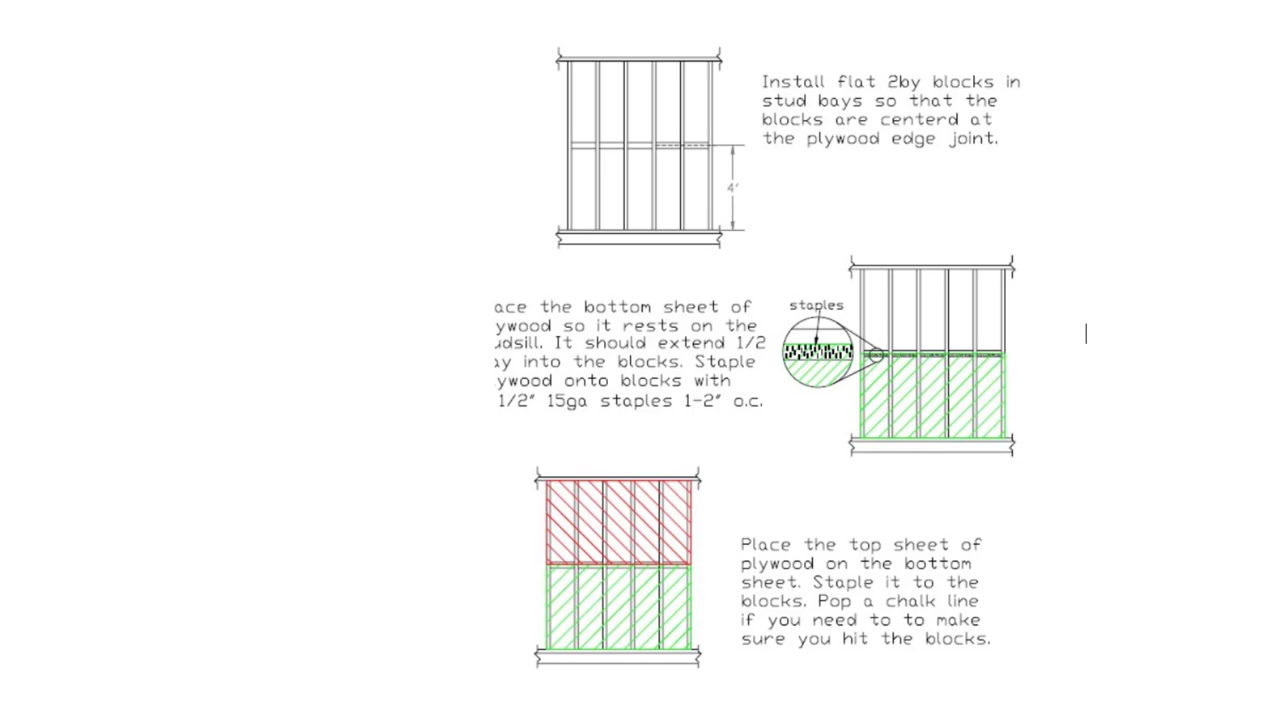 Install flat 2by blocks in
stud bays so that the
blocks are centerd at
the plywood edge joint.
4'
staples
ace the bottom sheet of
ywood so it rests on the
udsill. It should extend 1/2
ay into the blocks. Staple
ywood onto blocks with
1/2" 15ga staples 1-2" o.c.
Place the top sheet of
plywood on the bottom
sheet. Staple it to the
blocks. Pop a chalk line
if you need to to make
sure you hit the blocks.